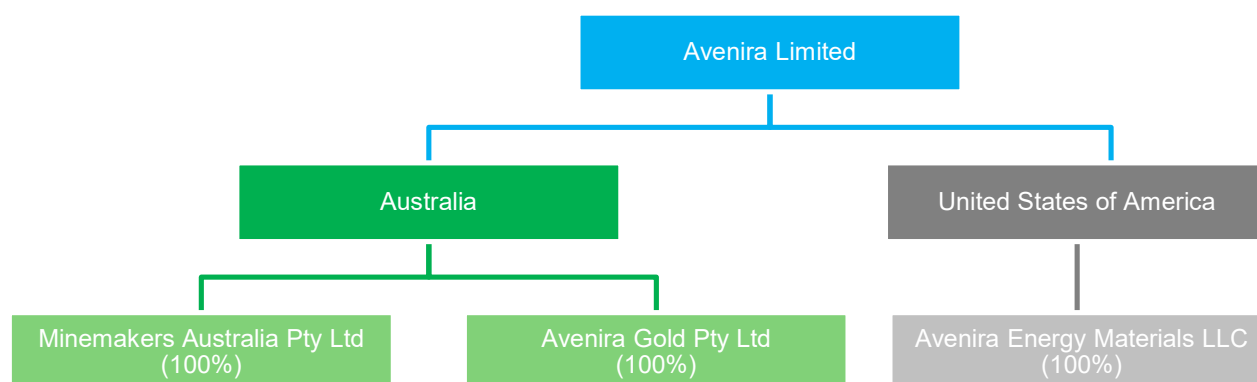 Avenira Limited
Australia
United States of America
Minemakers Australia Pty Ltd
(100%)
Avenira Gold Pty Ltd
(100%)
Avenira Energy Materials LLC
(100%)